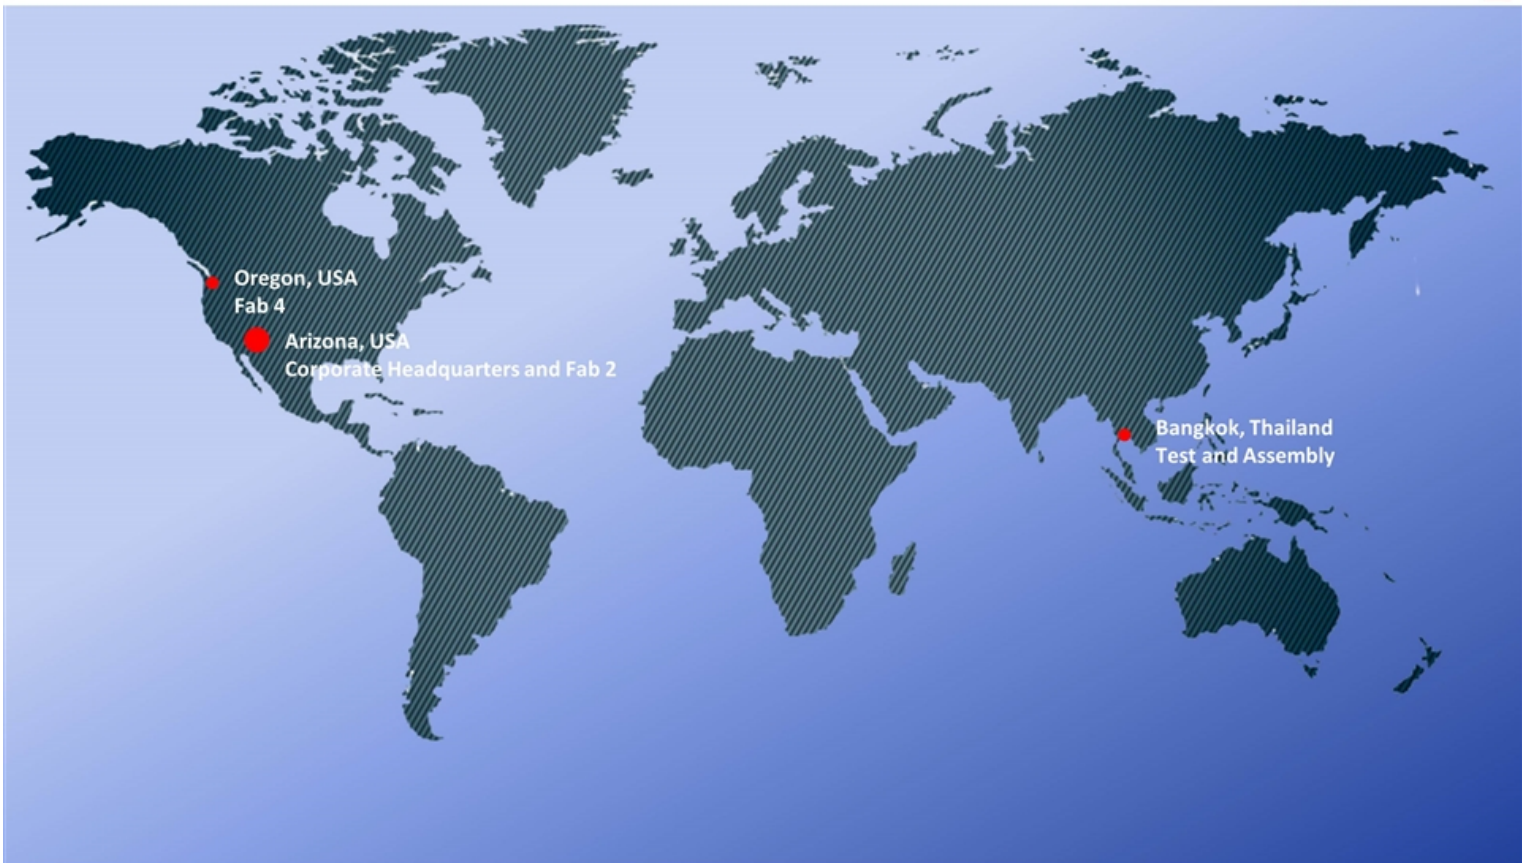 Oregon, USA
Fab 4
Arizona, USA
Corporate Headquarters and Fab 2
Bangkok, Thailand
Test and Assembly